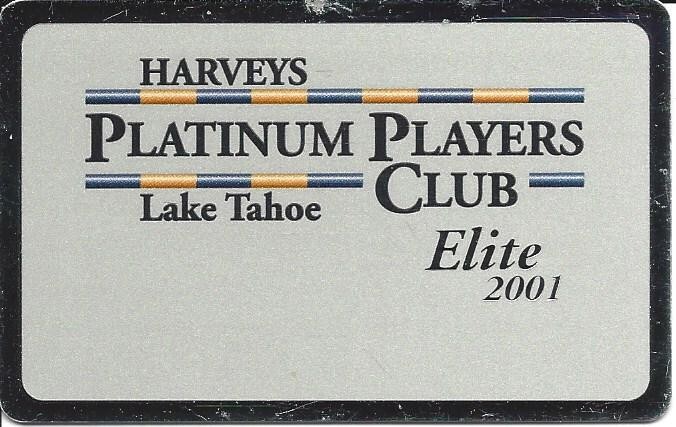 HARVEYS
PLATINUM PLAYERS
CLUB
Lake Tahoe
Elite
2001